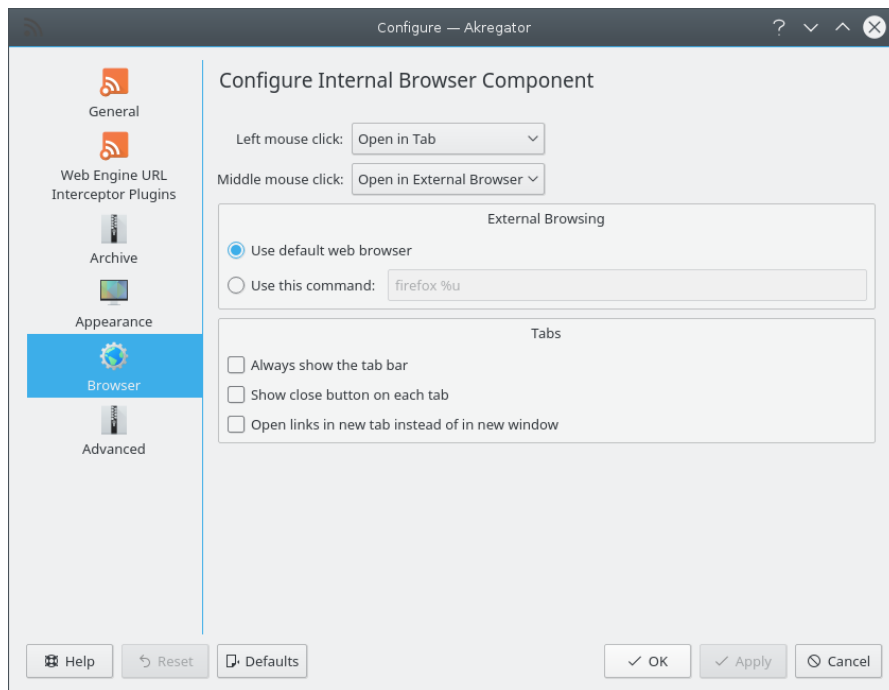 Configure — Akregator
General
Web Engine URL
Interceptor Plugins
Archive
Appearance
Browser
Advanced
Configure Internal Browser Component
Left mouse click: Open in Tab
Middle mouse click: Open in External Browser
External Browsing
Use default web browser
Use this command: firefox %u
Tabs
Always show the tab bar
Show close button on each tab
Open links in new tab instead of in new window
Help Reset Defaults OK Apply Cancel